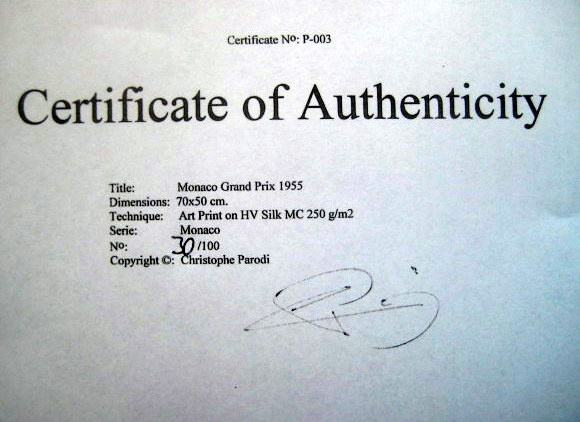 Certificate No: P-003
Certificate of Authenticity
Title: Monaco Grand Prix 1955
Dimensions: 70x50 cm.
Technique: Art Print on HV Silk MC 250 g/m2
Serie: Monaco
No: 30/100
Copyright ©: Christophe Parodi